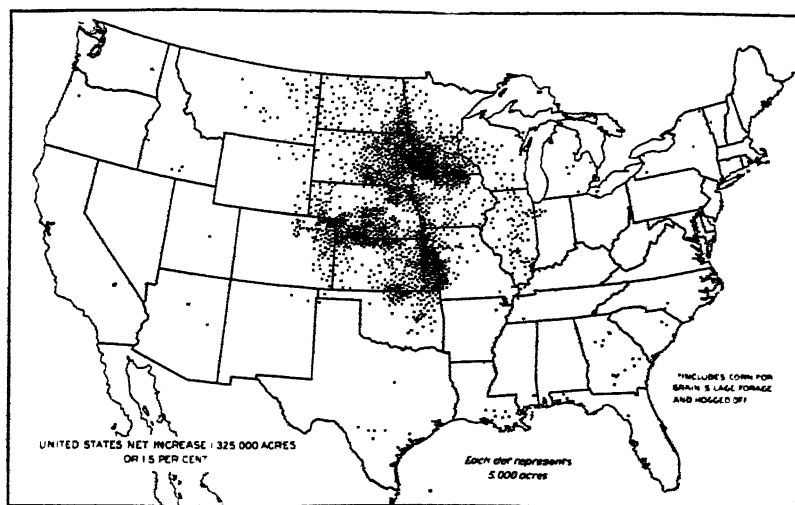 *INCLUDES CORN FOR
GRAIN SILAGE FORAGE
AND HOGGED OFF
UNITED STATES NET INCREASE 1 325 000 ACRES
OR 1.5 PER CENT
Each dot represents
5,000 acres